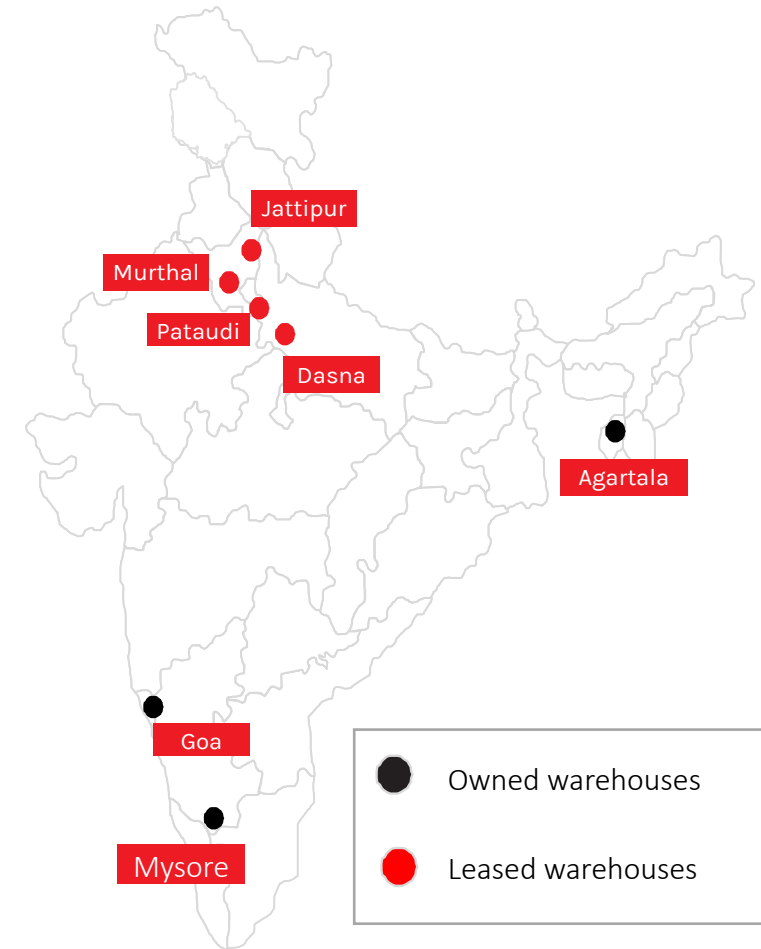 Jattipur
Murthal
Pataudi
Dasna
Agartala
Goa
Mysore
Owned warehouses
Leased warehouses